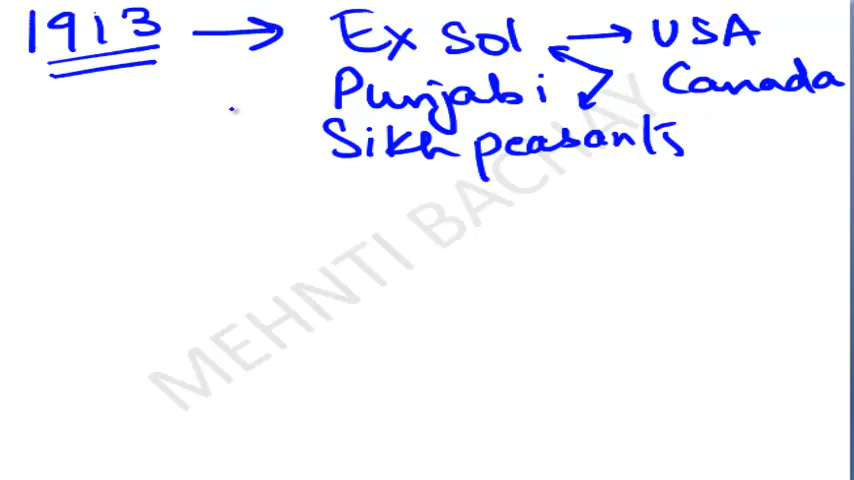 1913 → Ex Sol → USA
Punjabi Canada
Sikh peasants
MEHNTI BACHAY